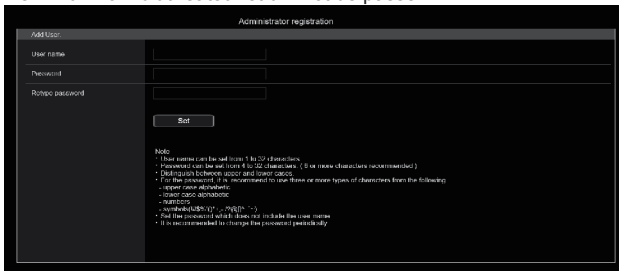 Administrator registration
Add User.
User name
Password
Retype password
Set
Note
・User name can be set from 1 to 32 characters.
・Password can be set from 4 to 32 characters. ( 8 or more characters recommended )
・Distinguish between upper and lower cases.
・For the password, it is recommend to use three or more types of characters from the following
- upper case alphabetic
- lower case alphabetic
- numbers
- symbols
・Set the password which does not include the user name
・It is recommended to change the password periodically